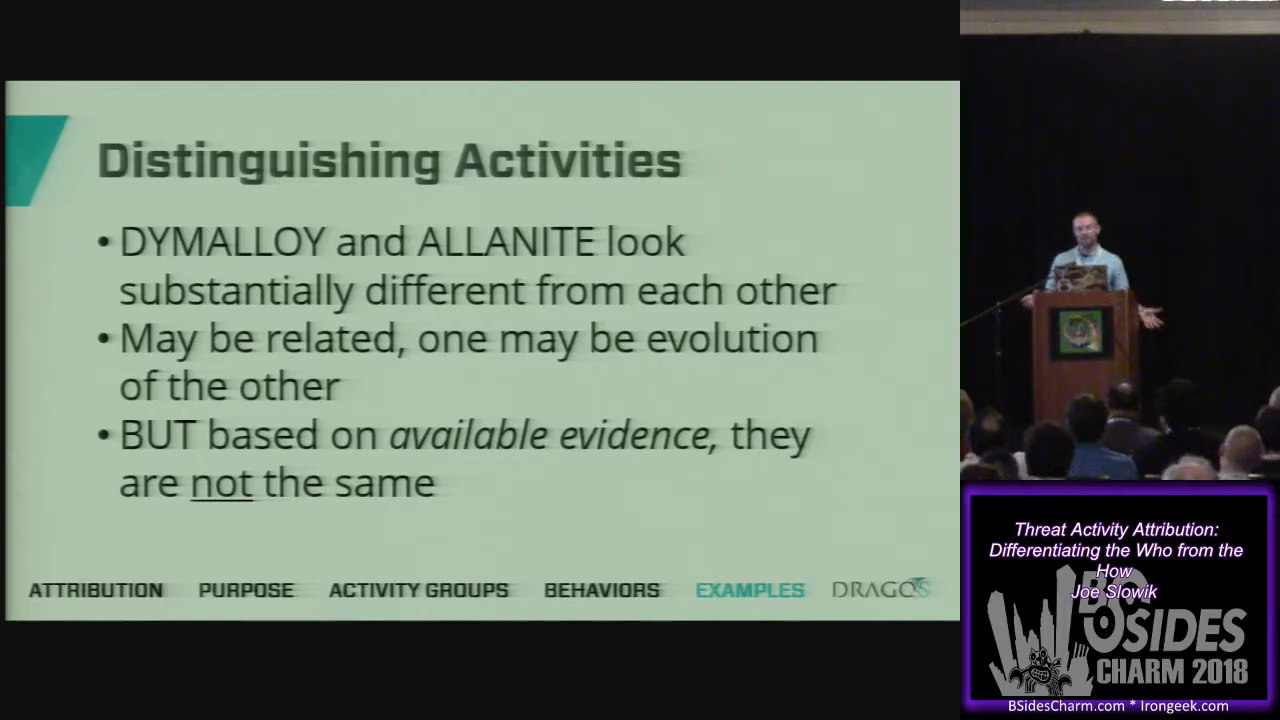 Distinguishing Activities
• DYMALLOY and ALLANITE look
substantially different from each other
• May be related, one may be evolution
of the other
• BUT based on available evidence, they
are not the same
ATTRIBUTION PURPOSE ACTIVITY GROUPS BEHAVIORS EXAMPLES DRAGOS
Threat Activity Attribution:
Differentiating the Who from the
How
Joe Slowik
BSIDES
CHARM 2018
BSidesCharm.com * Irongeek.com